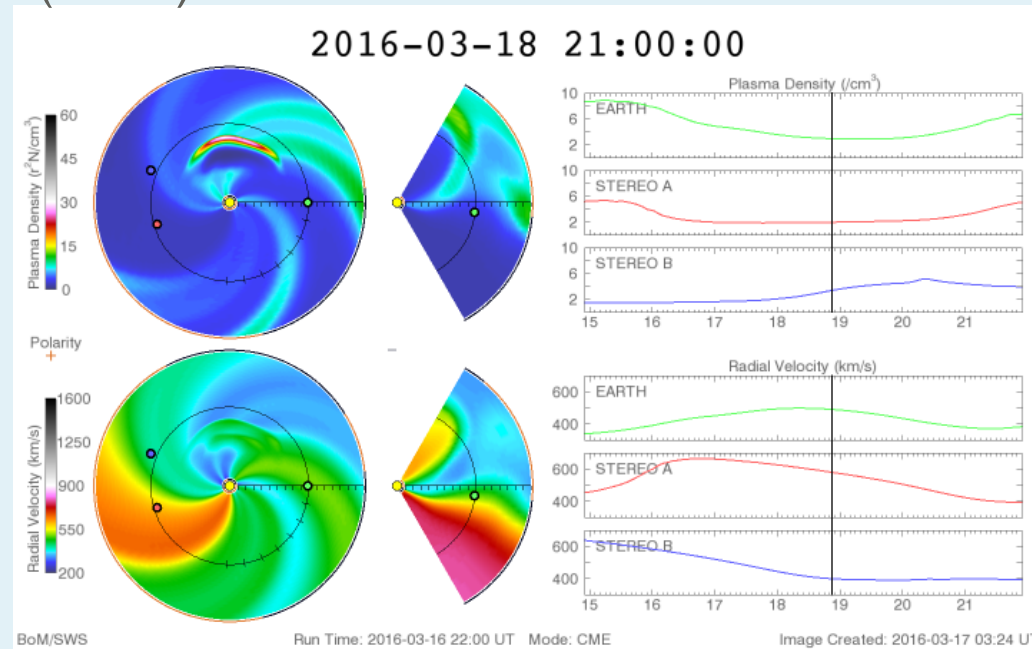 2016-03-18 21:00:00
Plasma Density (r²N/cm³)
60
45
30
15
0
Plasma Density (/cm³)
EARTH
10
8
6
4
2
STEREO A
10
6
2
STEREO B
10
6
2
15 16 17 18 19 20 21
Polarity
+
–
Radial Velocity (km/s)
1600
1250
900
550
200
Radial Velocity (km/s)
EARTH
600
400
STEREO A
600
400
STEREO B
600
400
15 16 17 18 19 20 21
BoM/SWS Run Time: 2016-03-16 22:00 UT Mode: CME Image Created: 2016-03-17 03:24 UT